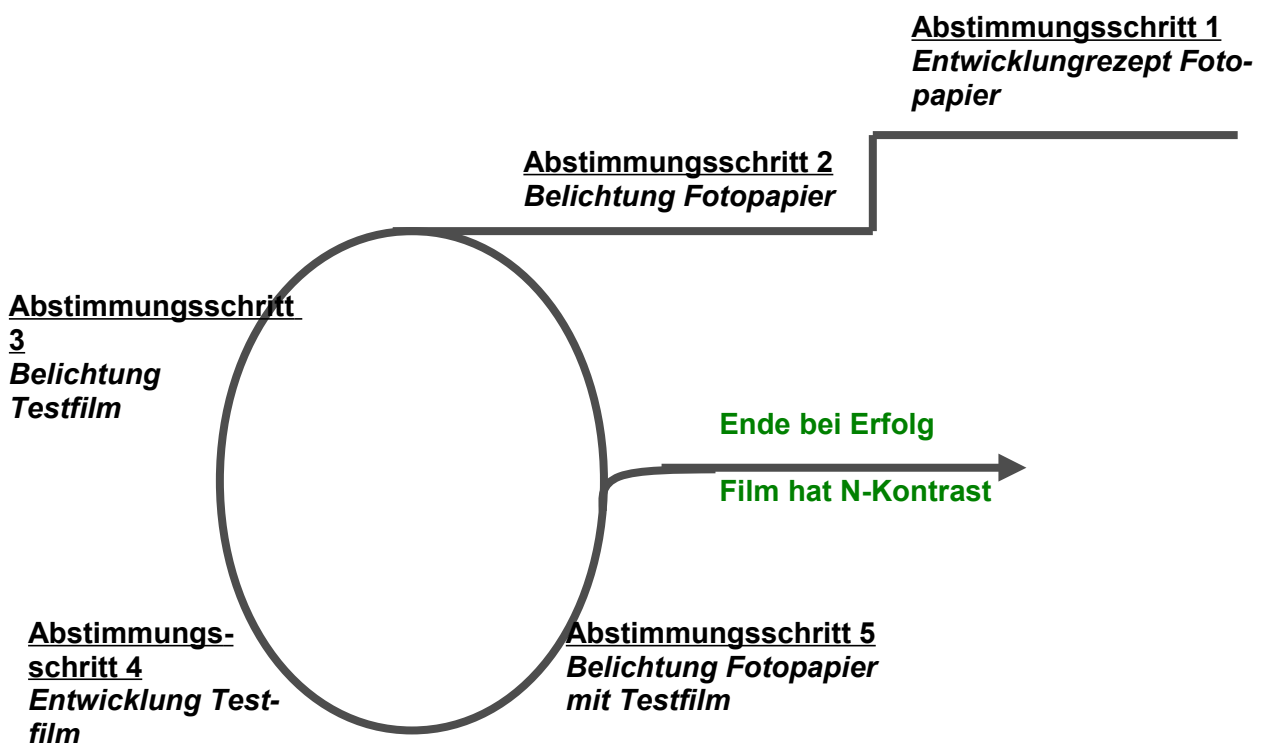 Abstimmungsschritt 1
Entwicklungrezept Foto-
papier
Abstimmungsschritt 2
Belichtung Fotopapier
Abstimmungsschritt
3
Belichtung
Testfilm
Ende bei Erfolg
Film hat N-Kontrast
Abstimmungs-
schritt 4
Entwicklung Test-
film
Abstimmungsschritt 5
Belichtung Fotopapier
mit Testfilm